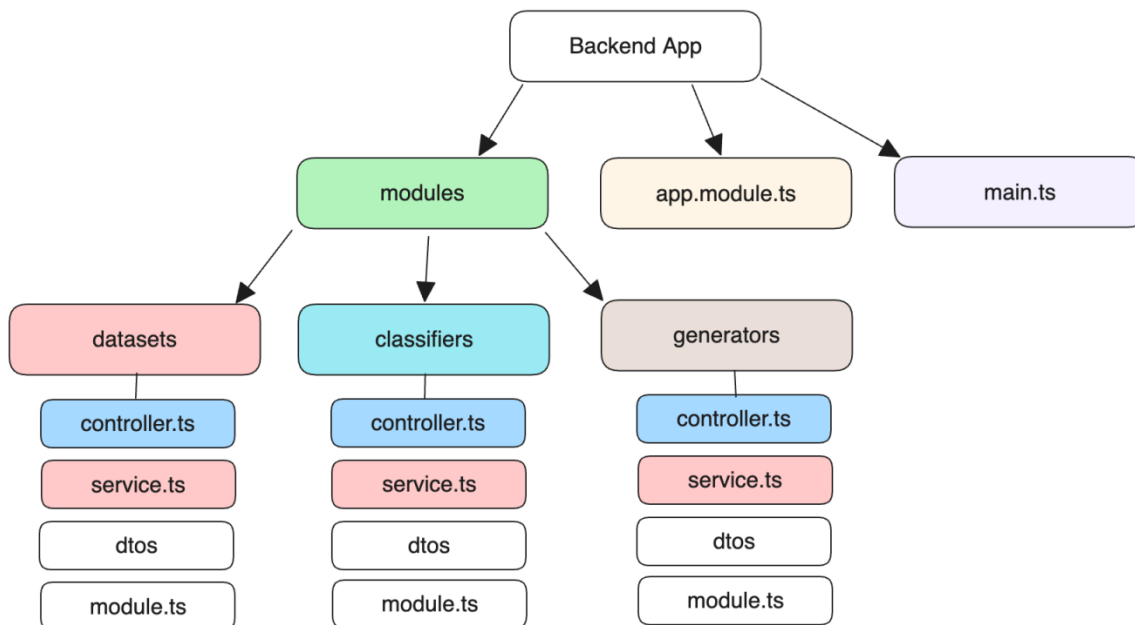 Backend App
modules
app.module.ts
main.ts
datasets
classifiers
generators
controller.ts
controller.ts
controller.ts
service.ts
service.ts
service.ts
dtos
dtos
dtos
module.ts
module.ts
module.ts